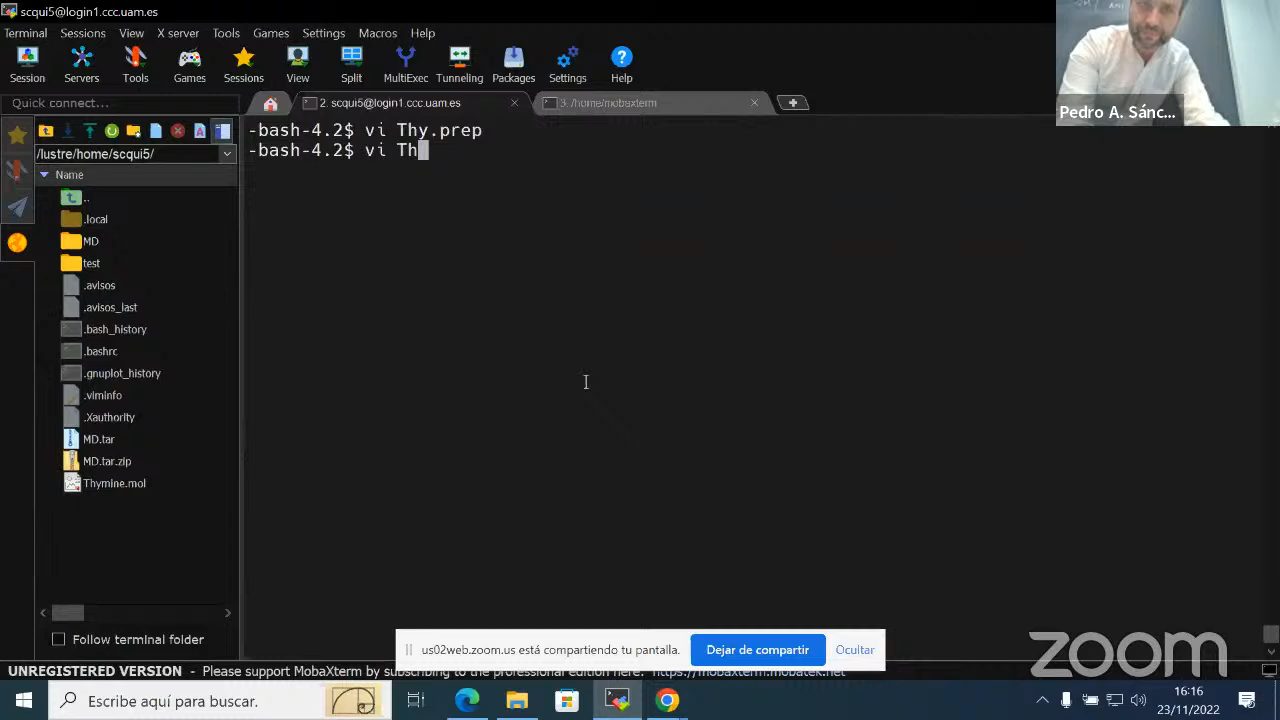 scqui5@login1.ccc.uam.es
Terminal Sessions View X server Tools Games Settings Macros Help
Session Servers Tools Games Sessions View Split MultiExec Tunneling Packages Settings Help
Quick connect...
2. scqui5@login1.ccc.uam.es
3. /home/mobaxterm
Pedro A. Sánc...
/lustre/home/scqui5/
Name
..
.local
MD
test
.avisos
.avisos_last
.bash_history
.bashrc
.gnuplot_history
.viminfo
.Xauthority
MD.tar
MD.tar.zip
Thymine.mol
Follow terminal folder
-bash-4.2$ vi Thy.prep
-bash-4.2$ vi Th
us02web.zoom.us está compartiendo tu pantalla. Dejar de compartir Ocultar
zoom
UNREGISTERED VERSION - Please support MobaXterm by subscribing to the professional edition here: https://mobaxterm.mobatek.net
Escribe aquí para buscar.
16:16
23/11/2022